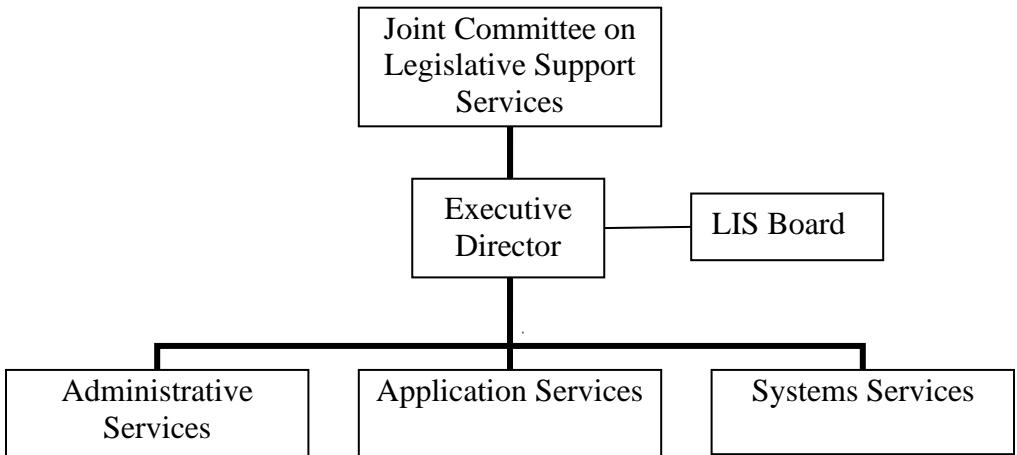 Joint Committee on
Legislative Support
Services
Executive
Director
LIS Board
Administrative
Services
Application Services
Systems Services